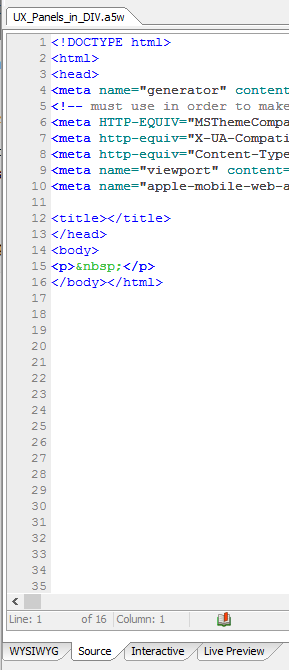 UX_Panels_in_DIV.a5w
1 <!DOCTYPE html>
2 <html>
3 <head>
4 <meta name="generator" content
5 <!-- must use in order to make
6 <meta HTTP-EQUIV="MSThemeCompa
7 <meta http-equiv="X-UA-Compati
8 <meta http-equiv="Content-Type
9 <meta name="viewport" content=
10 <meta name="apple-mobile-web-a
11
12 <title></title>
13 </head>
14 <body>
15 <p>&nbsp;</p>
16 </body></html>
17
18
19
20
21
22
23
24
25
26
27
28
29
30
31
32
33
34
35
Line: 1 of 16 Column: 1
WYSIWYG Source Interactive Live Preview